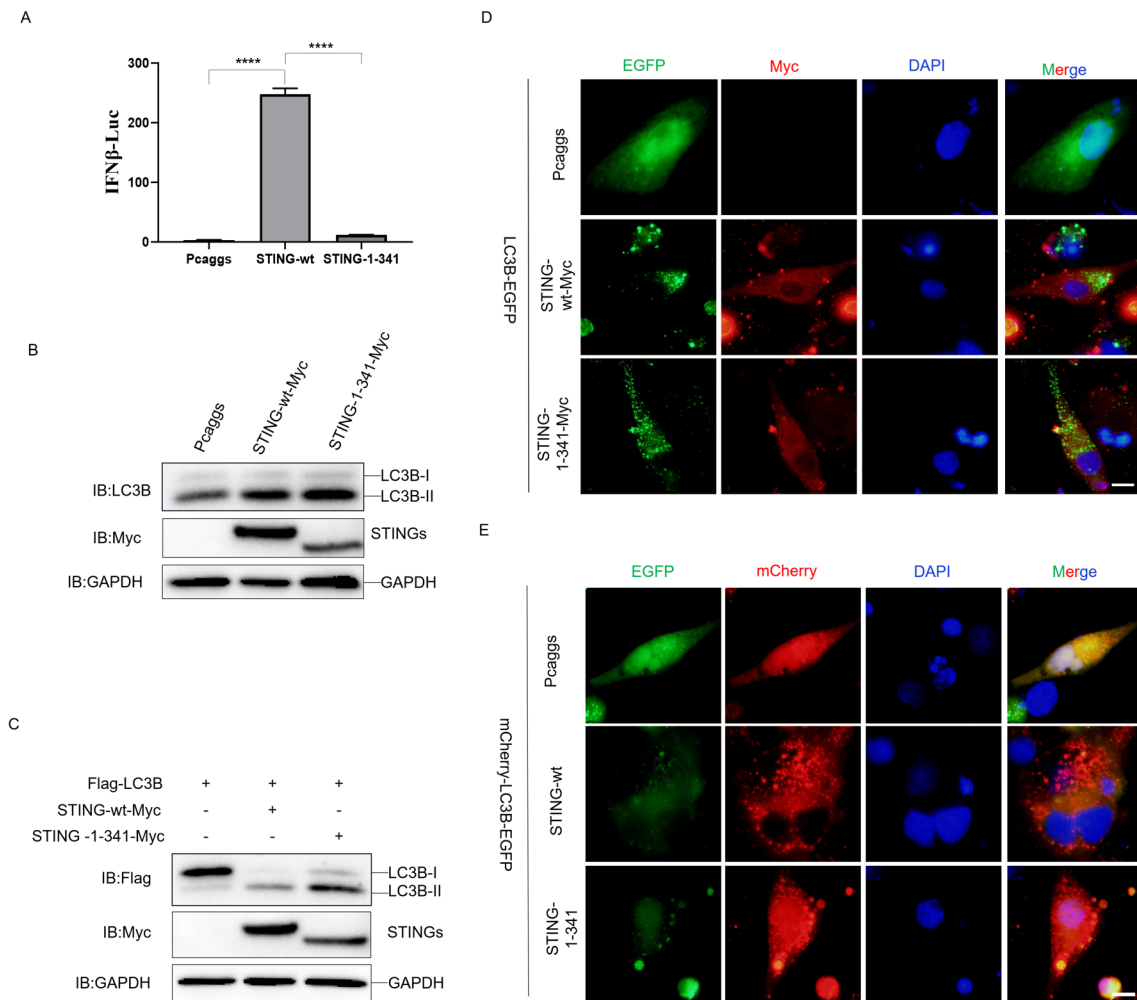 A
****
****
300
200
100
0
IFNβ-Luc
Pcaggs STING-wt STING-1-341
B
Pcaggs
STING-wt-Myc
STING-1-341-Myc
IB:LC3B
LC3B-I
LC3B-II
IB:Myc
STINGs
IB:GAPDH
GAPDH
C
Flag-LC3B + + +
STING-wt-Myc - + -
STING -1-341-Myc - - +
IB:Flag
LC3B-I
LC3B-II
IB:Myc
STINGs
IB:GAPDH
GAPDH
D
EGFP Myc DAPI Merge
LC3B-EGFP
Pcaggs
STING-
wt-Myc
STING-
1-341-Myc
E
EGFP mCherry DAPI Merge
mCherry-LC3B-EGFP
Pcaggs
STING-wt
STING-
1-341